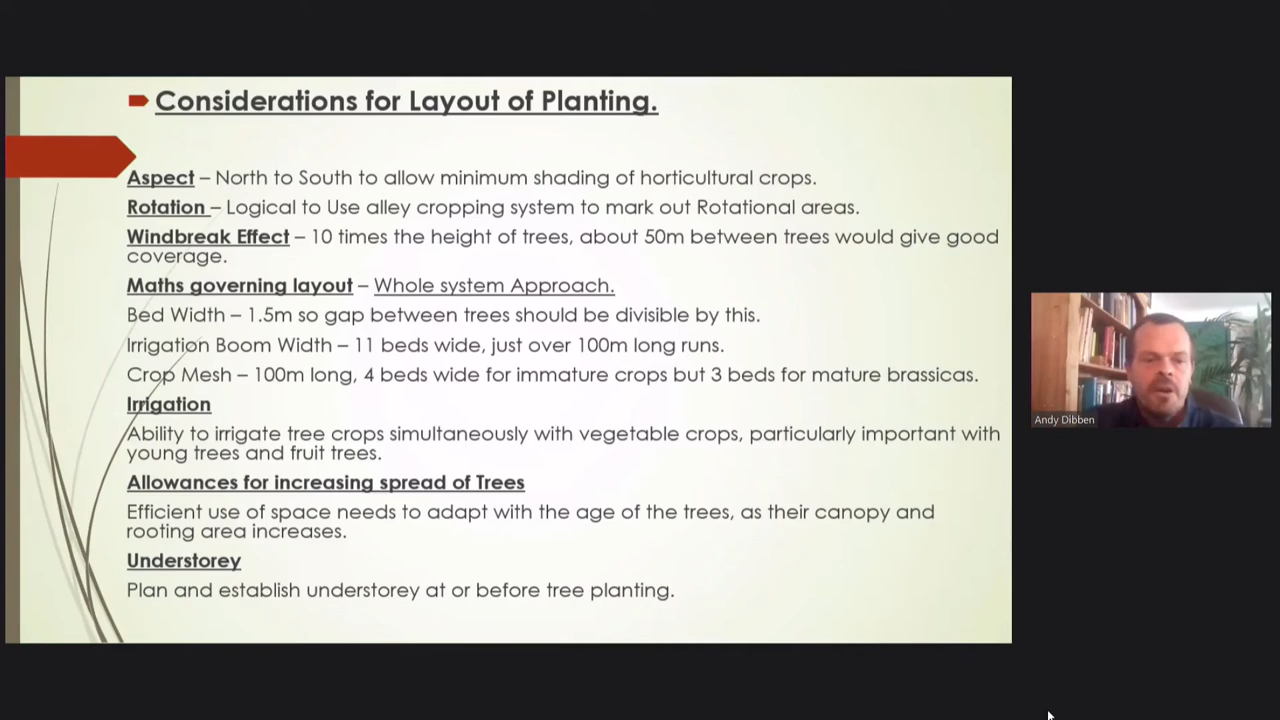 Considerations for Layout of Planting.
Aspect – North to South to allow minimum shading of horticultural crops.
Rotation – Logical to Use alley cropping system to mark out Rotational areas.
Windbreak Effect – 10 times the height of trees, about 50m between trees would give good
coverage.
Maths governing layout – Whole system Approach.
Bed Width – 1.5m so gap between trees should be divisible by this.
Irrigation Boom Width – 11 beds wide, just over 100m long runs.
Crop Mesh – 100m long, 4 beds wide for immature crops but 3 beds for mature brassicas.
Irrigation
Ability to irrigate tree crops simultaneously with vegetable crops, particularly important with
young trees and fruit trees.
Allowances for increasing spread of Trees
Efficient use of space needs to adapt with the age of the trees, as their canopy and
rooting area increases.
Understorey
Plan and establish understorey at or before tree planting.
Andy Dibben